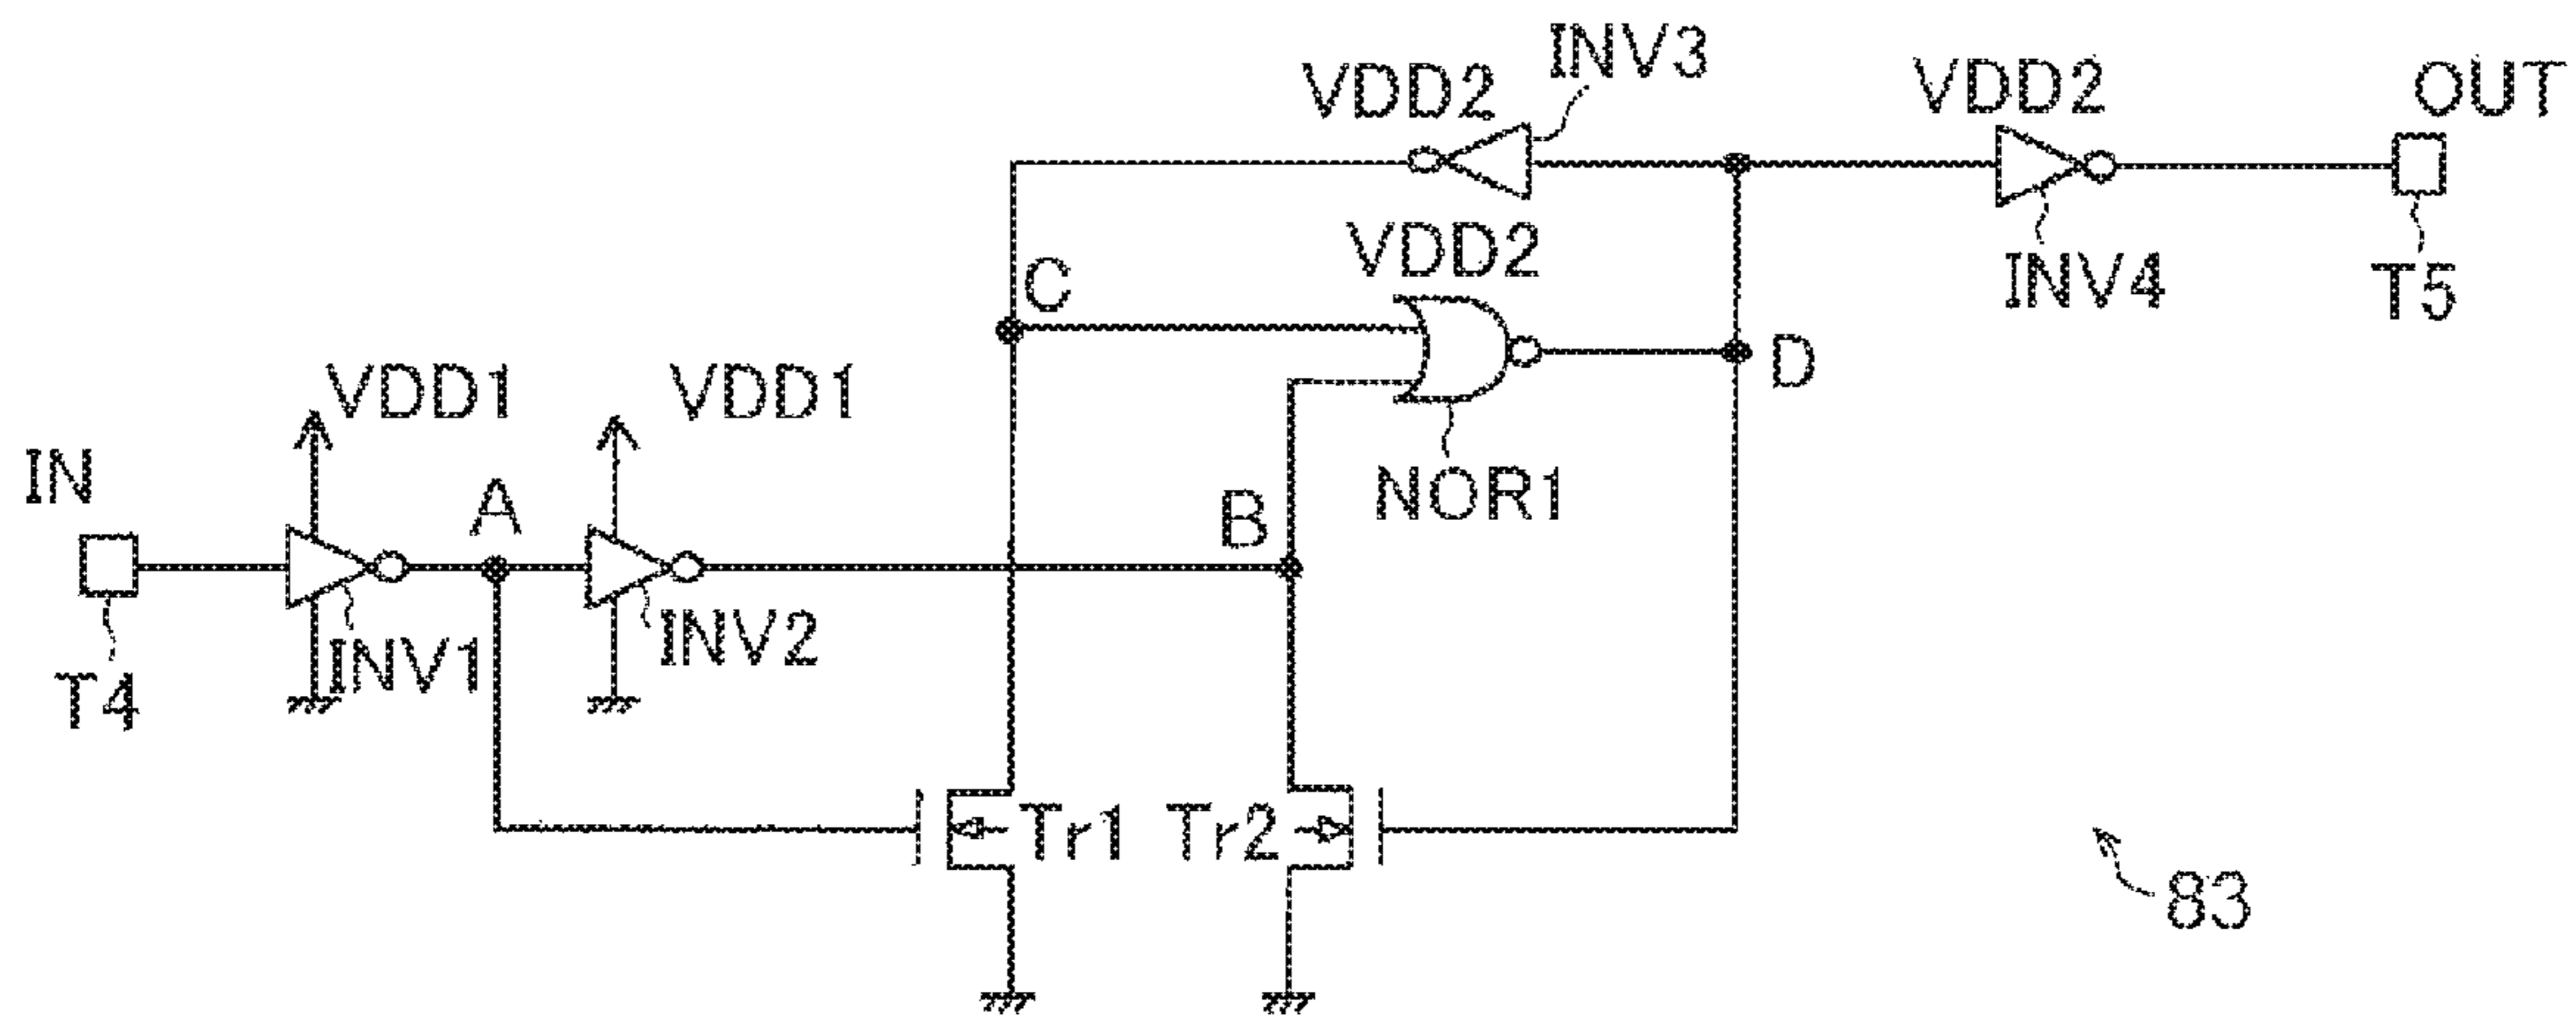 INV3
VDD2
VDD2
OUT
VDD2
C
INV4
T5
VDD1
VDD1
D
IN
A
B
NOR1
INV1
INV2
T4
Tr1
Tr2
83